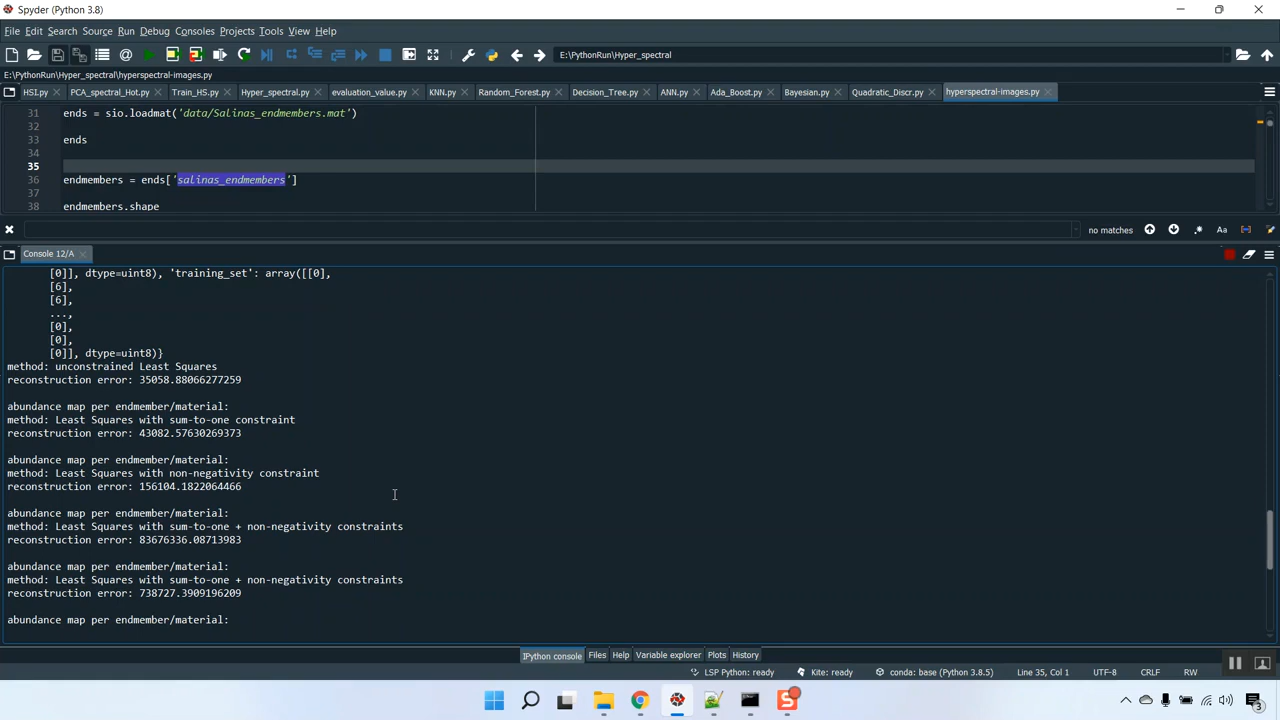 Spyder (Python 3.8)
File Edit Search Source Run Debug Consoles Projects Tools View Help
E:\PythonRun\Hyper_spectral
E:\PythonRun\Hyper_spectral\hyperspectral-images.py
HSI.py PCA_spectral_Hot.py Train_HS.py Hyper_spectral.py evaluation_value.py KNN.py Random_Forest.py Decision_Tree.py ANN.py Ada_Boost.py Bayesian.py Quadratic_Discr.py hyperspectral-images.py
31 ends = sio.loadmat('data/Salinas_endmembers.mat')
32
33 ends
34
35
36 endmembers = ends['salinas_endmembers']
37
38 endmembers.shape
no matches Aa
Console 12/A
[0]], dtype=uint8), 'training_set': array([[0],
[6],
[6],
...,
[0],
[0],
[0]], dtype=uint8)}
method: unconstrained Least Squares
reconstruction error: 35058.88066277259
abundance map per endmember/material:
method: Least Squares with sum-to-one constraint
reconstruction error: 43082.57630269373
abundance map per endmember/material:
method: Least Squares with non-negativity constraint
reconstruction error: 156104.1822064466
abundance map per endmember/material:
method: Least Squares with sum-to-one + non-negativity constraints
reconstruction error: 83676336.08713983
abundance map per endmember/material:
method: Least Squares with sum-to-one + non-negativity constraints
reconstruction error: 738727.3909196209
abundance map per endmember/material:
IPython console Files Help Variable explorer Plots History
LSP Python: ready Kite: ready conda: base (Python 3.8.5) Line 35, Col 1 UTF-8 CRLF RW
S
3